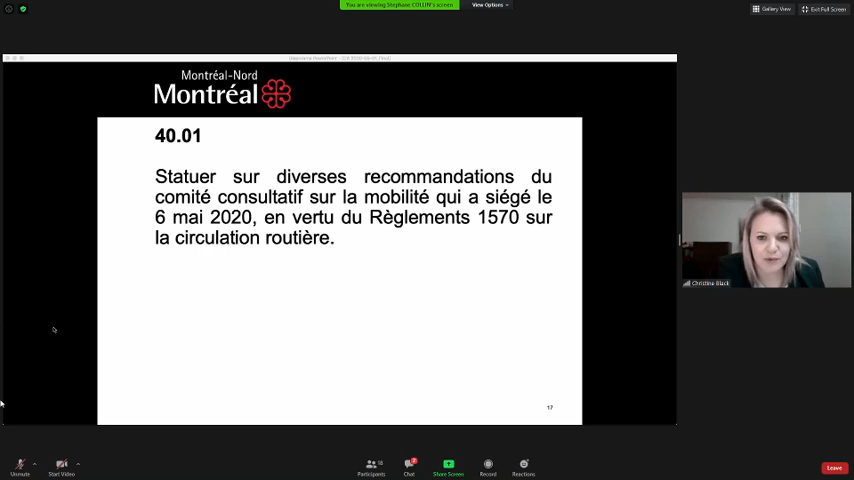 You are viewing Stephane COLLIN's screen
View Options
Gallery View
Exit Full Screen
Montréal-Nord
Montréal
40.01
Statuer sur diverses recommandations du
comité consultatif sur la mobilité qui a siégé le
6 mai 2020, en vertu du Règlements 1570 sur
la circulation routière.
17
Christine Black
Unmute
Start Video
Participants
18
Chat
Share Screen
Record
Reactions
Leave